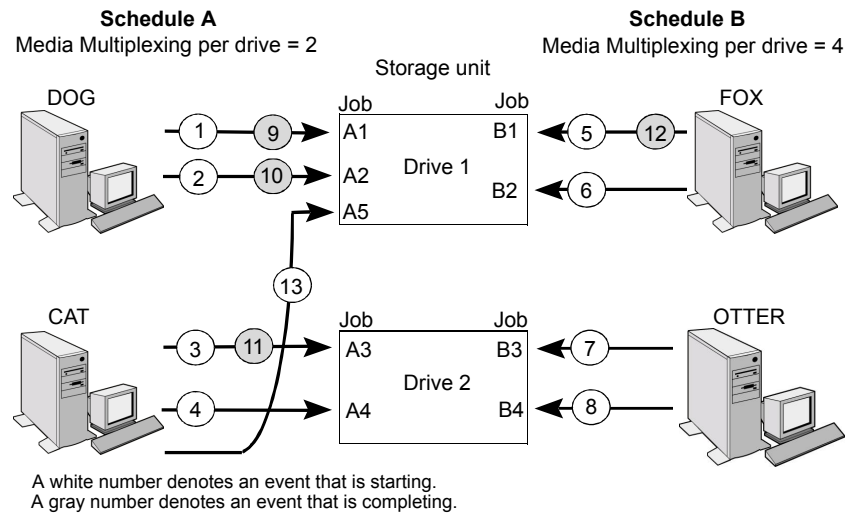 Schedule A
Media Multiplexing per drive = 2
Schedule B
Media Multiplexing per drive = 4
Storage unit
DOG
FOX
Job
Job
1
9
A1
B1
5
12
Drive 1
2
10
A2
B2
6
A5
13
CAT
OTTER
Job
Job
3
11
A3
B3
7
Drive 2
4
A4
B4
8
A white number denotes an event that is starting.
A gray number denotes an event that is completing.